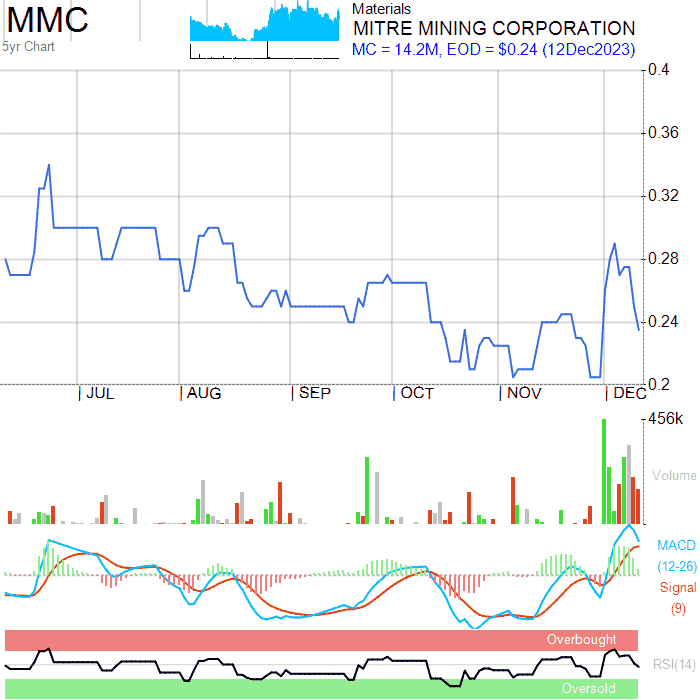 MMC
5yr Chart
Materials
MITRE MINING CORPORATION
MC = 14.2M, EOD = $0.24 (12Dec2023)
0.4
0.36
0.32
0.28
0.24
0.2
JUL AUG SEP OCT NOV DEC
456k
Volume
MACD
(12-26)
Signal
(9)
Overbought
RSI(14)
Oversold